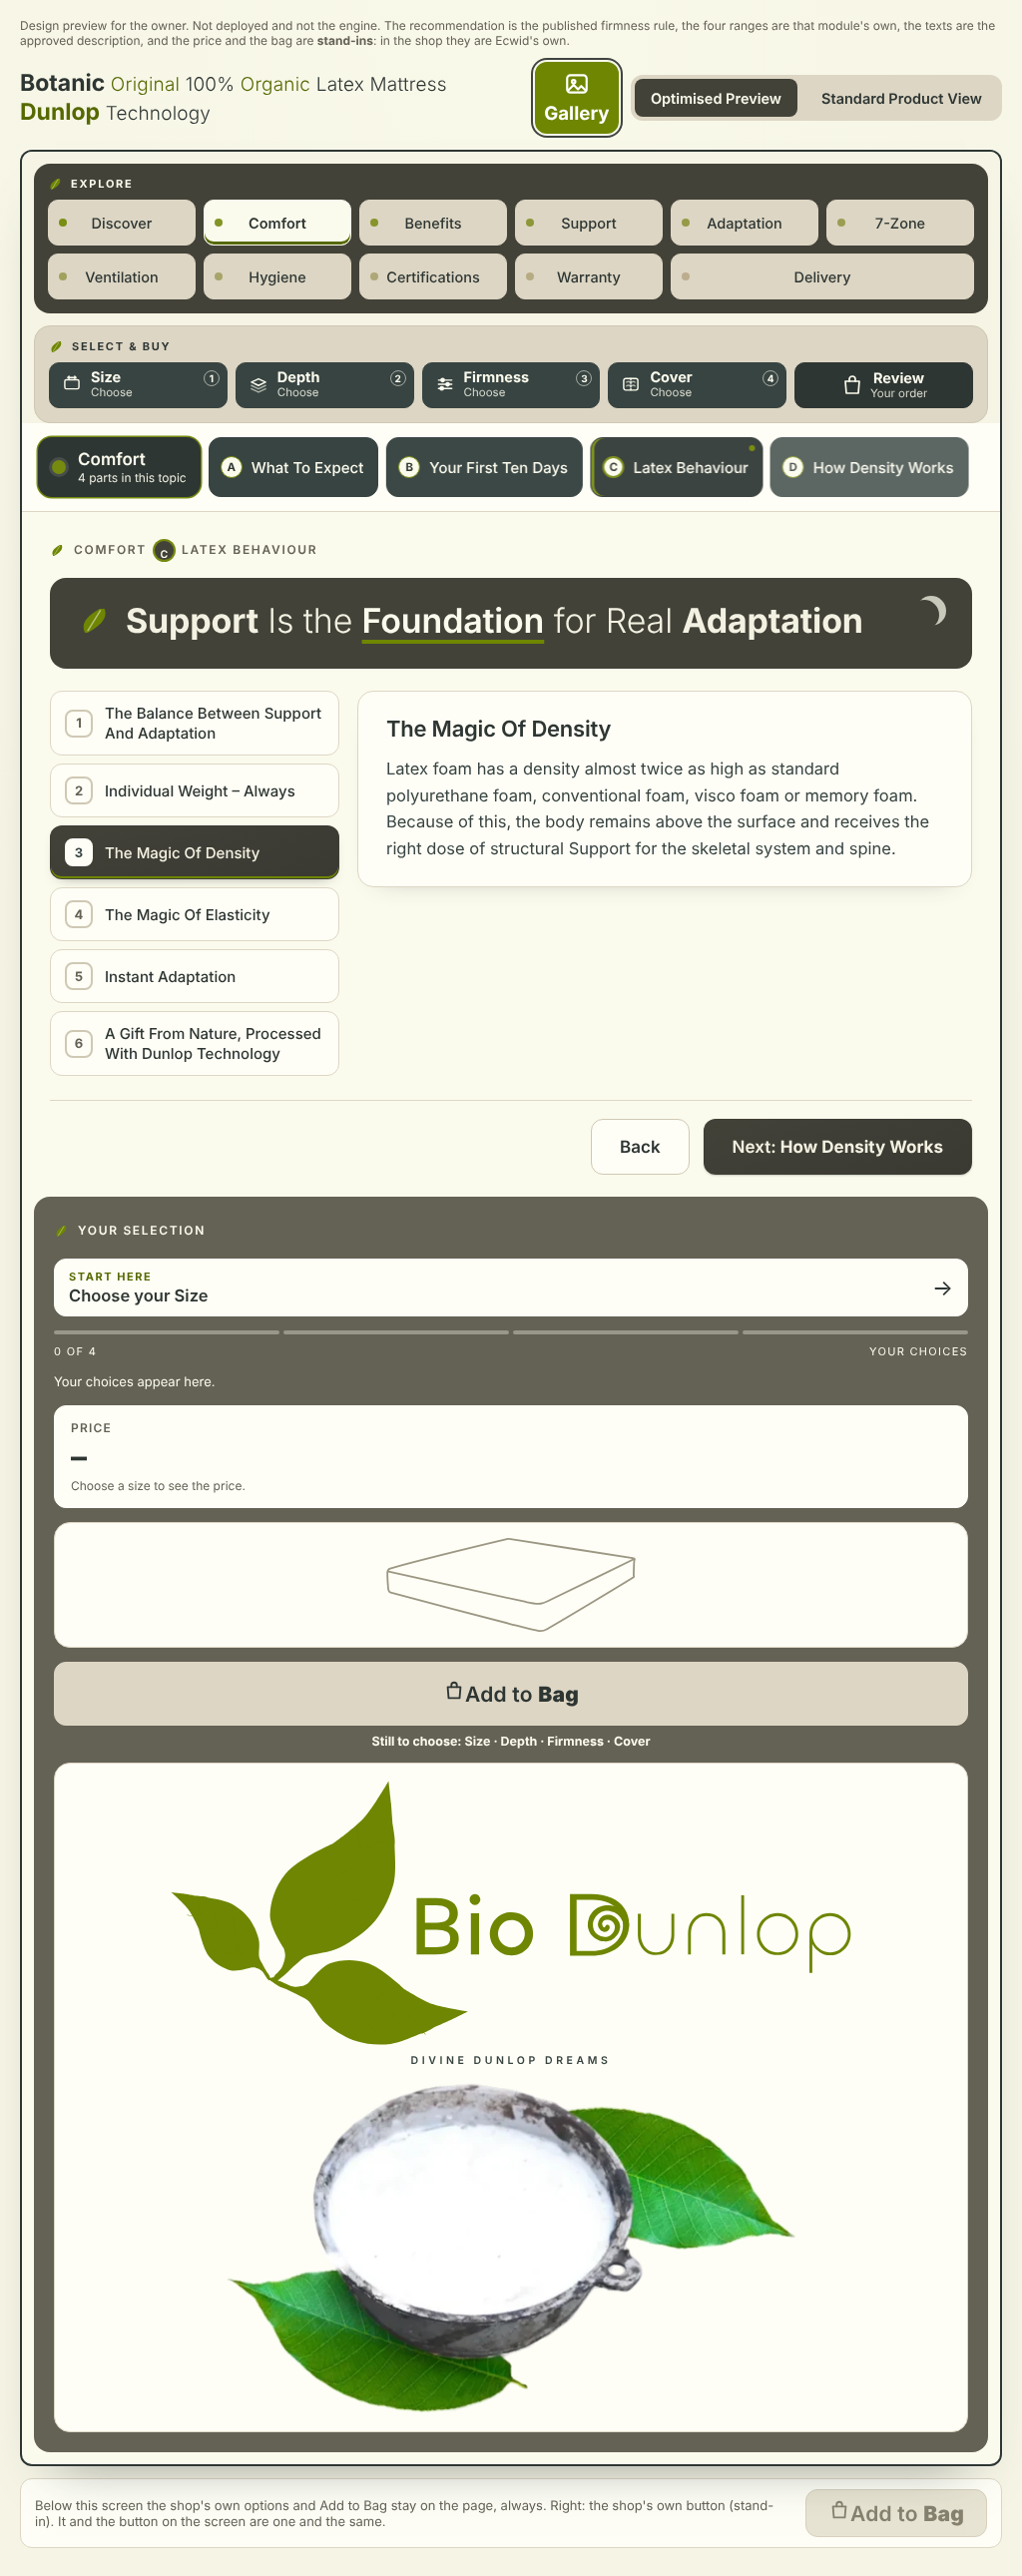 Design preview for the owner. Not deployed and not the engine. The recommendation is the published firmness rule, the four ranges are that module's own, the texts are the
approved description, and the price and the bag are stand-ins: in the shop they are Ecwid's own.
Botanic Original 100% Organic Latex Mattress
Dunlop Technology
Gallery
Optimised Preview
Standard Product View
EXPLORE
Discover
Comfort
Benefits
Support
Adaptation
7-Zone
Ventilation
Hygiene
Certifications
Warranty
Delivery
SELECT & BUY
Size
Choose
1
Depth
Choose
2
Firmness
Choose
3
Cover
Choose
4
Review
Your order
Comfort
4 parts in this topic
A What To Expect
B Your First Ten Days
C Latex Behaviour
D How Density Works
COMFORT C LATEX BEHAVIOUR
Support Is the Foundation for Real Adaptation
1 The Balance Between Support
And Adaptation
2 Individual Weight – Always
3 The Magic Of Density
4 The Magic Of Elasticity
5 Instant Adaptation
6 A Gift From Nature, Processed
With Dunlop Technology
The Magic Of Density
Latex foam has a density almost twice as high as standard
polyurethane foam, conventional foam, visco foam or memory foam.
Because of this, the body remains above the surface and receives the
right dose of structural Support for the skeletal system and spine.
Back
Next: How Density Works
YOUR SELECTION
START HERE
Choose your Size
0 OF 4
YOUR CHOICES
Your choices appear here.
PRICE
–
Choose a size to see the price.
Add to Bag
Still to choose: Size · Depth · Firmness · Cover
Bio Dunlop
DIVINE DUNLOP DREAMS
Below this screen the shop's own options and Add to Bag stay on the page, always. Right: the shop's own button (stand-
in). It and the button on the screen are one and the same.
Add to Bag